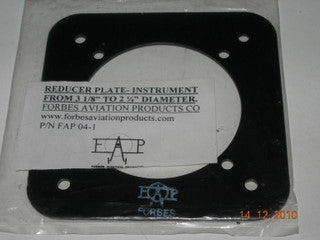 REDUCER PLATE- INSTRUMENT
FROM 3 1/8" TO 2 ¼" DIAMETER.
FORBES AVIATION PRODUCTS CO
www.forbesaviationproducts.com
P/N FAP 04-1
FAP
FAP
FORBES
14 12 2010